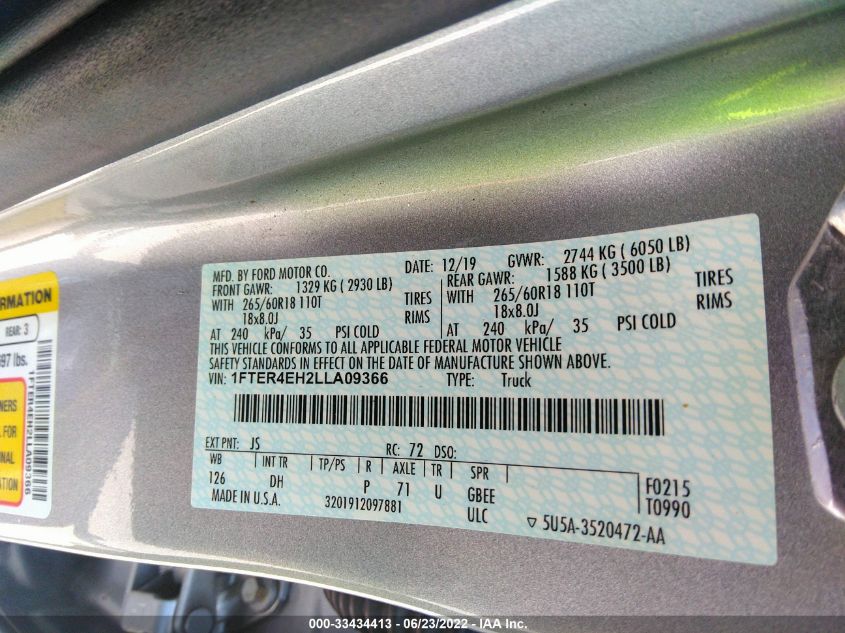 ORMATION
REAR: 3
697 lbs.
NERS
L FOR
NAL
TION
1FTER4EH2LLA09366
MFD. BY FORD MOTOR CO. DATE: 12/19 GVWR: 2744 KG ( 6050 LB)
FRONT GAWR: 1329 KG ( 2930 LB) REAR GAWR: 1588 KG ( 3500 LB)
WITH 265/60R18 110T TIRES WITH 265/60R18 110T TIRES
18x8.0J RIMS 18x8.0J RIMS
AT 240 kPa/ 35 PSI COLD AT 240 kPa/ 35 PSI COLD
THIS VEHICLE CONFORMS TO ALL APPLICABLE FEDERAL MOTOR VEHICLE
SAFETY STANDARDS IN EFFECT ON THE DATE OF MANUFACTURE SHOWN ABOVE.
VIN: 1FTER4EH2LLA09366 TYPE: Truck
EXT PNT: JS RC: 72 DSO:
WB INT TR TP/PS R AXLE TR SPR
126 DH P 71 U GBEE F0215
MADE IN U.S.A. 3201912097881 ULC T0990
▽ 5U5A-3520472-AA
000-33434413 - 06/23/2022 - IAA Inc.